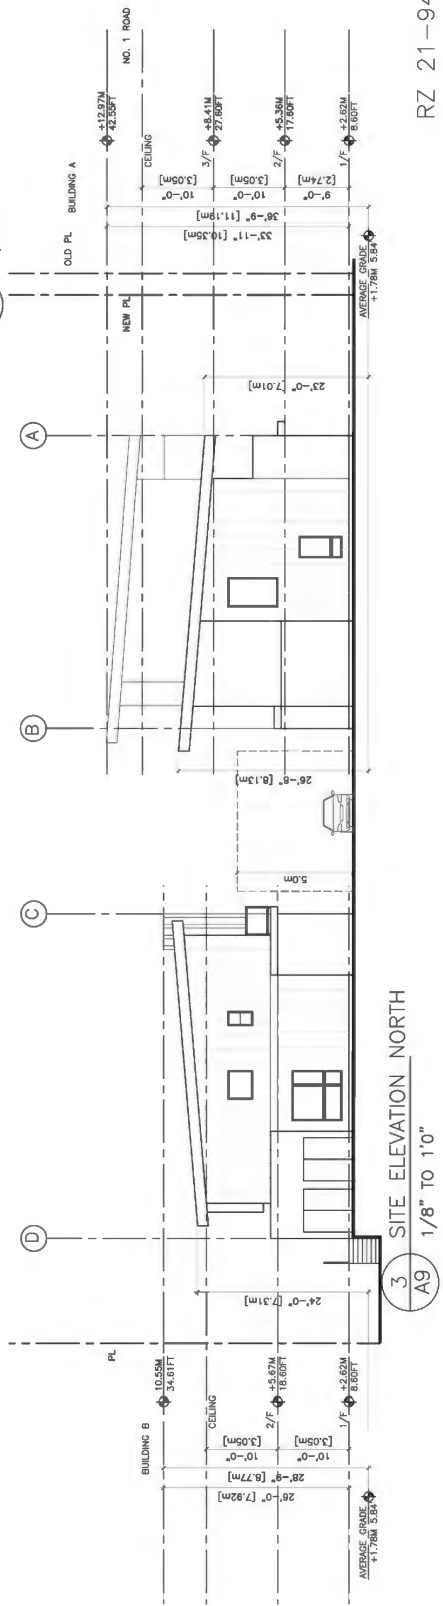 D
C
B
A
PL
NEW PL
OLD PL
BUILDING A
NO. 1 ROAD
BUILDING B
10.55M
34.61FT
CEILING
2/F
+5.67M
18.60FT
1/F
+2.62M
8.60FT
AVERAGE GRADE
+1.78M 5.84'
26'-0" [7.92m]
28'-9" [8.77m]
10'-0"
[3.05m]
10'-0"
[3.05m]
24'-0" [7.31m]
5.0m
26'-8" [8.13m]
23'-0" [7.01m]
+12.97M
42.55FT
CEILING
+8.41M
27.60FT
3/F
+5.36M
17.60FT
2/F
+2.62M
8.60FT
1/F
33'-11" [10.35m]
36'-9" [11.19m]
10'-0"
[3.05m]
10'-0"
[3.05m]
9'-0"
[2.74m]
AVERAGE GRADE
+1.78M 5.84'
3
A9
SITE ELEVATION NORTH
1/8" TO 1'0"
RZ 21-94